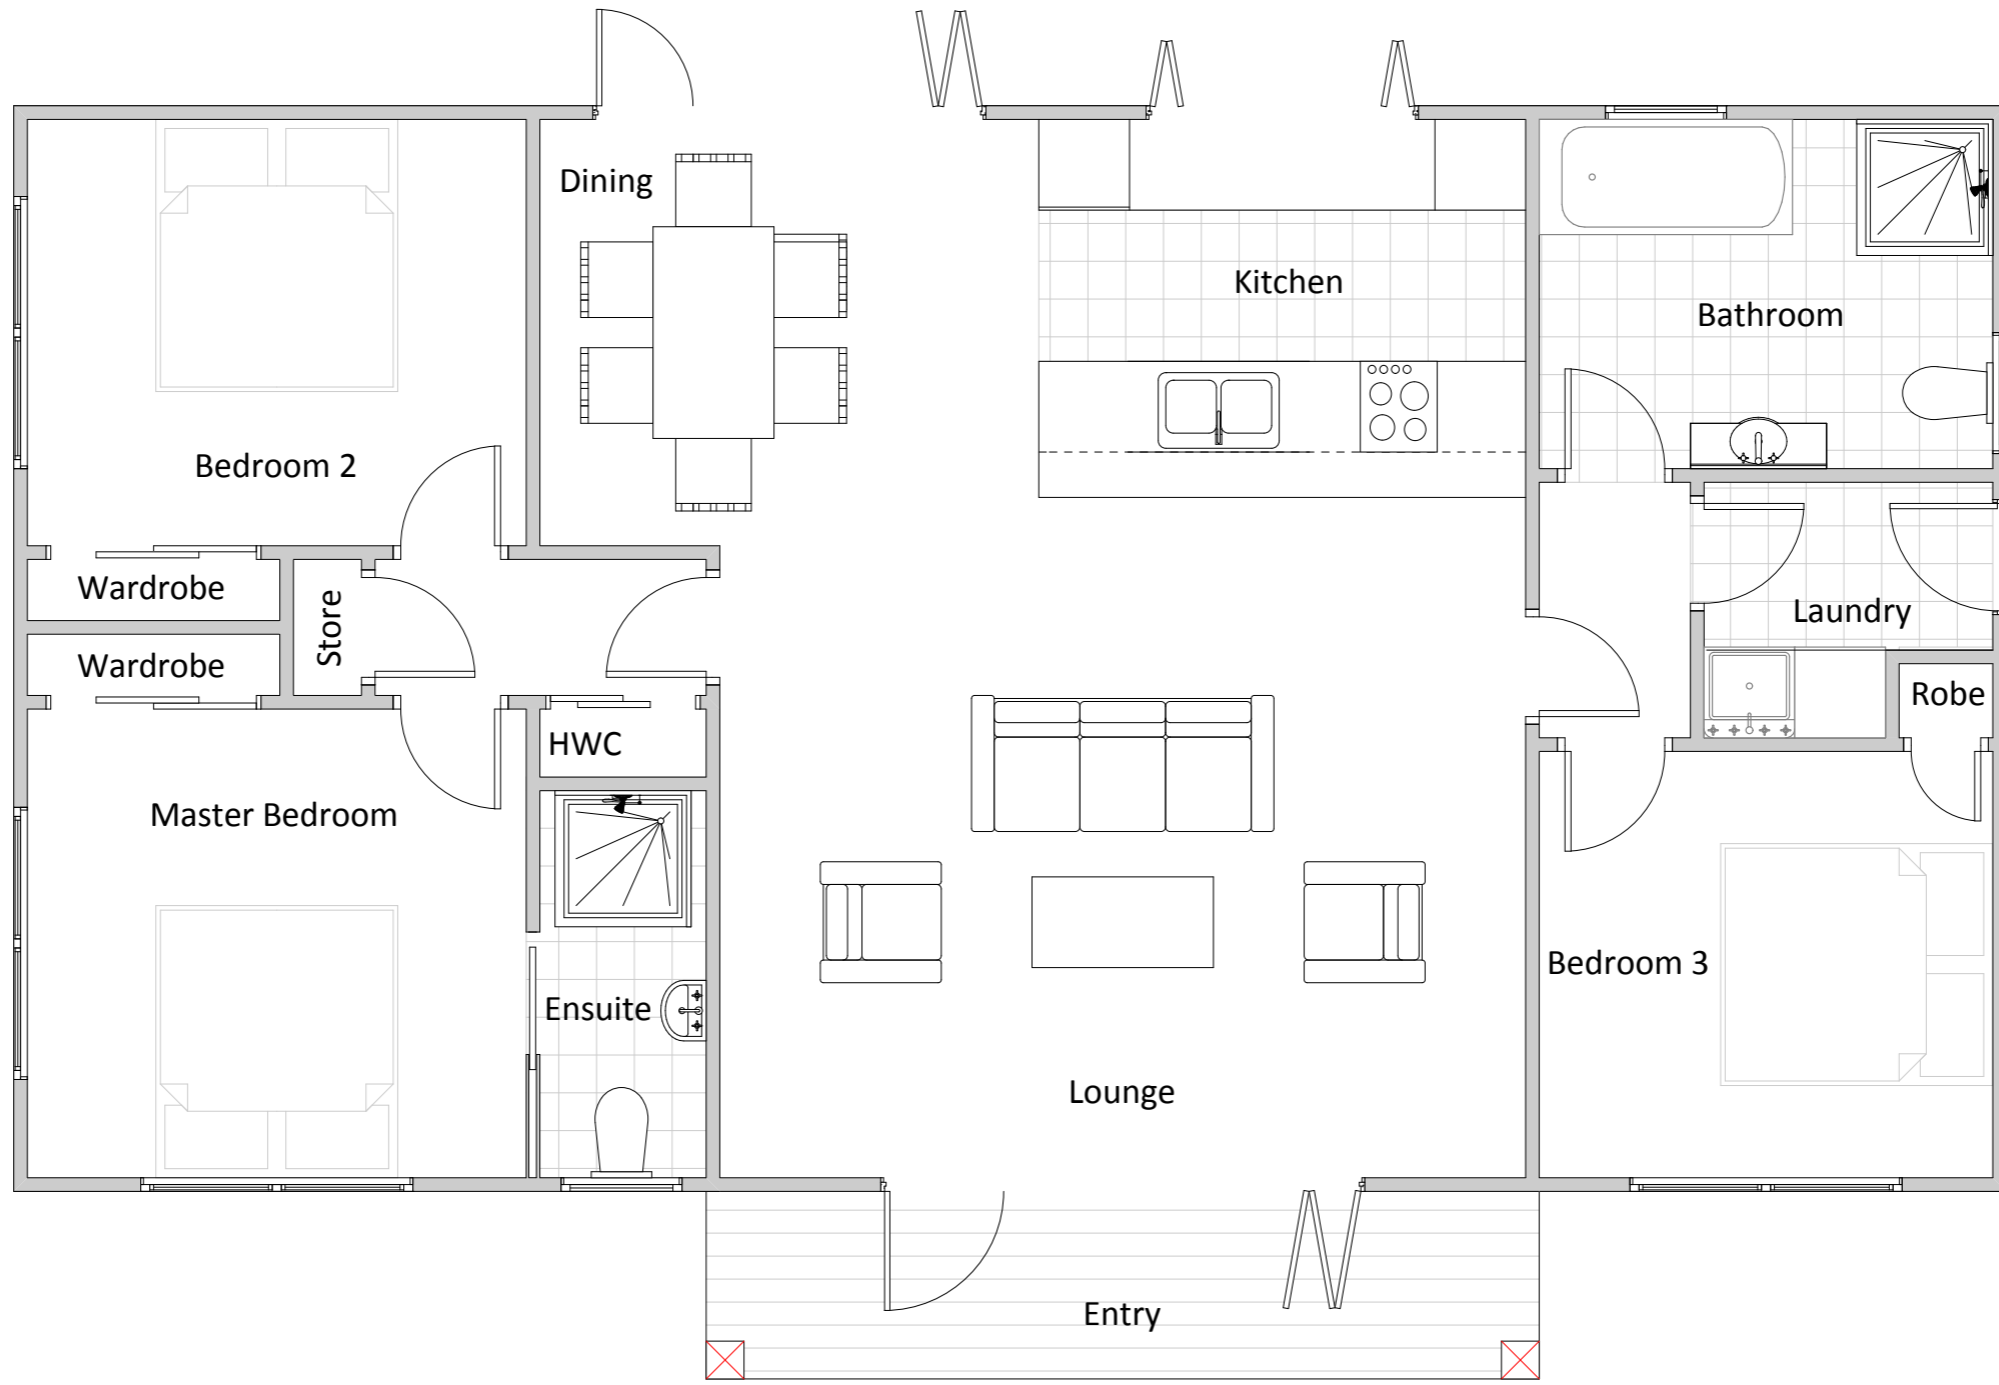 Dining
Kitchen
Bathroom
Bedroom 2
Wardrobe
Store
Laundry
Wardrobe
Robe
HWC
Master Bedroom
Bedroom 3
Ensuite
Lounge
Entry